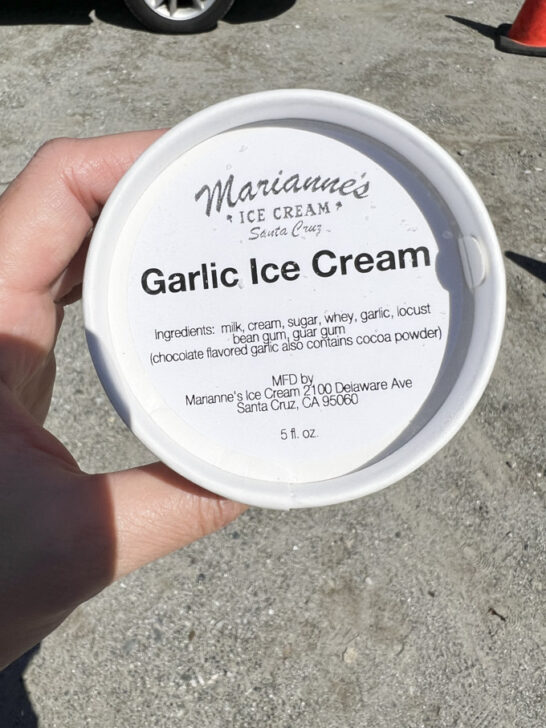 Marianne's
ICE CREAM
Santa Cruz
Garlic Ice Cream
Ingredients: milk, cream, sugar, whey, garlic, locust
bean gum, guar gum
(chocolate flavored garlic also contains cocoa powder)
MFD by
Marianne's Ice Cream 2100 Delaware Ave
Santa Cruz, CA 95060
5 fl. oz.